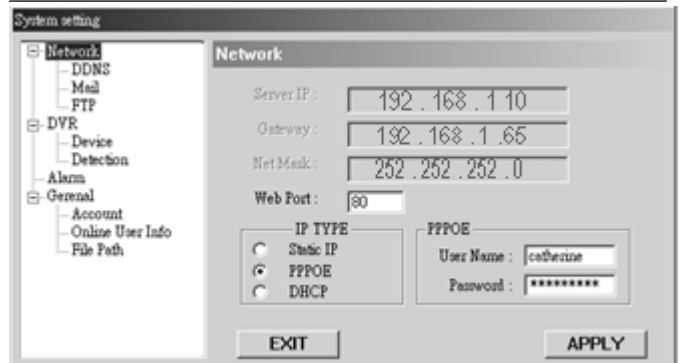 System setting
Network
DDNS
Mail
FTP
DVR
Device
Detection
Alarm
Gerenal
Account
Online User Info
File Path
Network
Server IP : 192 . 168 . 1 10
Gateway : 192 . 168 . 1 .65
Net Mask : 252 . 252 . 252 . 0
Web Port : 80
IP TYPE
Static IP
PPPOE
DHCP
PPPOE
User Name : catherine
Password : *********
EXIT
APPLY